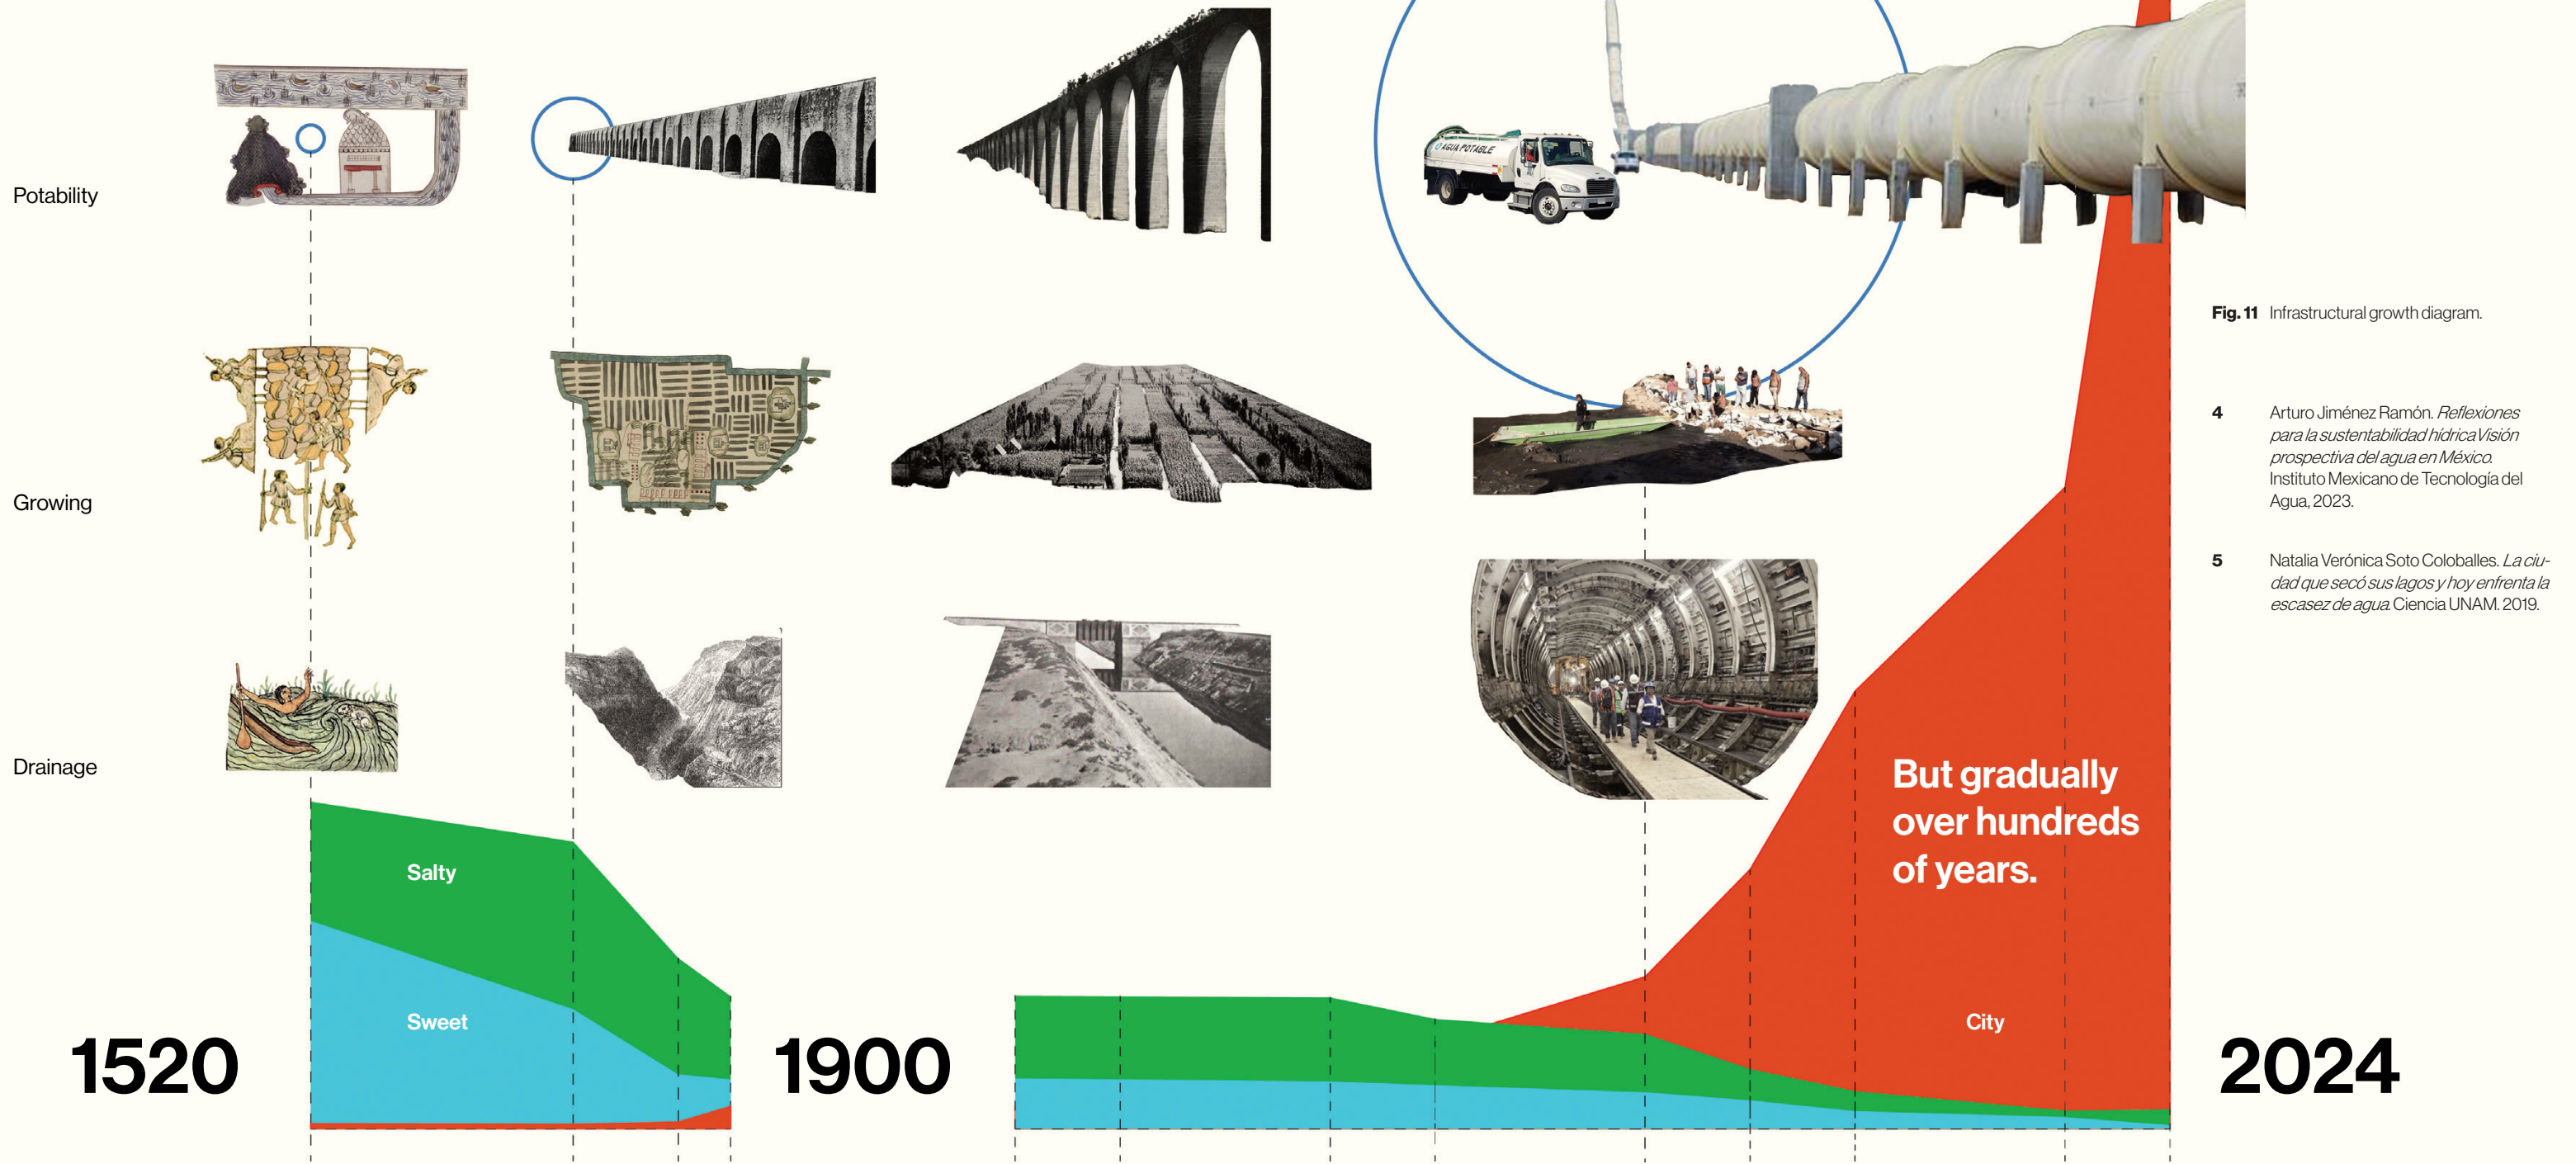 Potability
AGUA POTABLE
Growing
Drainage
Salty
Sweet
1520
1900
But gradually
over hundreds
of years.
City
2024
Fig. 11 Infrastructural growth diagram.
4 Arturo Jiménez Ramón. Reflexiones
para la sustentabilidad hídricaVisión
prospectiva del agua en México.
Instituto Mexicano de Tecnología del
Agua, 2023.
5 Natalia Verónica Soto Coloballes. La ciu-
dad que secó sus lagos y hoy enfrenta la
escasez de agua. Ciencia UNAM. 2019.